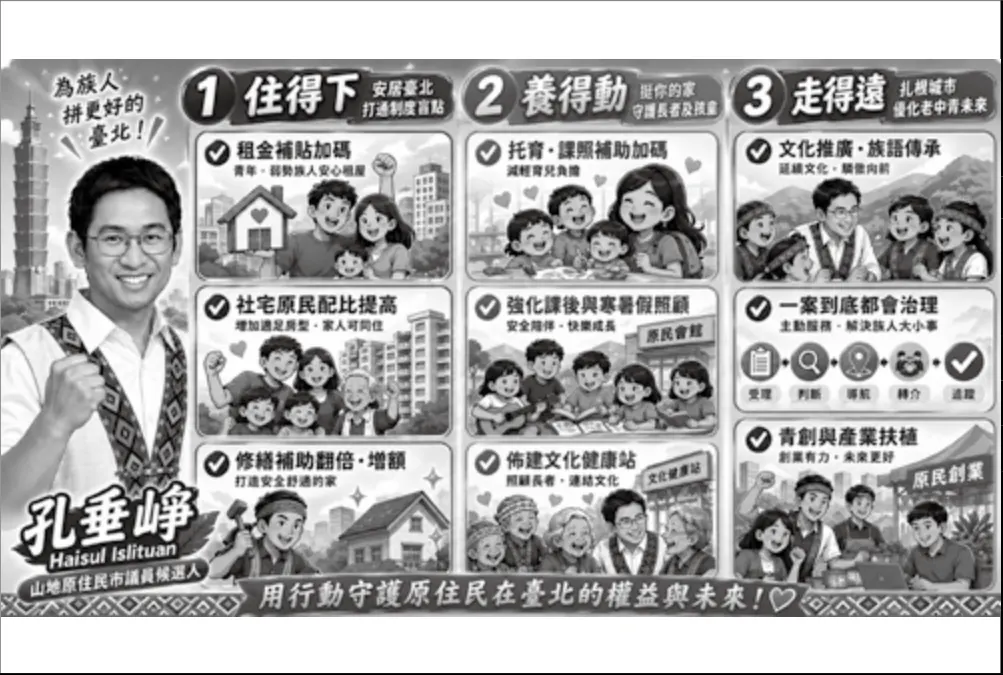 為族人
拼更好的
臺北！
孔垂崢
Haisul Islituan
山地原住民市議員候選人
1 住得下
安居臺北
打通制度盲點
租金補貼加碼
青年、弱勢族人安心租屋
社宅原民配比提高
增加適足房型，家人可同住
修繕補助翻倍、增額
打造安全舒適的家
2 養得動
挺你的家
守護長者及孩童
托育、課照補助加碼
減輕育兒負擔
強化課後與寒暑假照顧
安全陪伴，快樂成長
原民會館
佈建文化健康站
照顧長者，連結文化
文化健康站
3 走得遠
扎根城市
優化老中青未來
文化推廣、族語傳承
延續文化，驕傲向前
一案到底都會治理
主動服務，解決族人大小事
受理
判斷
導航
轉介
追蹤
青創與產業扶植
創業有力，未來更好
原民創業
用行動守護原住民在臺北的權益與未來！